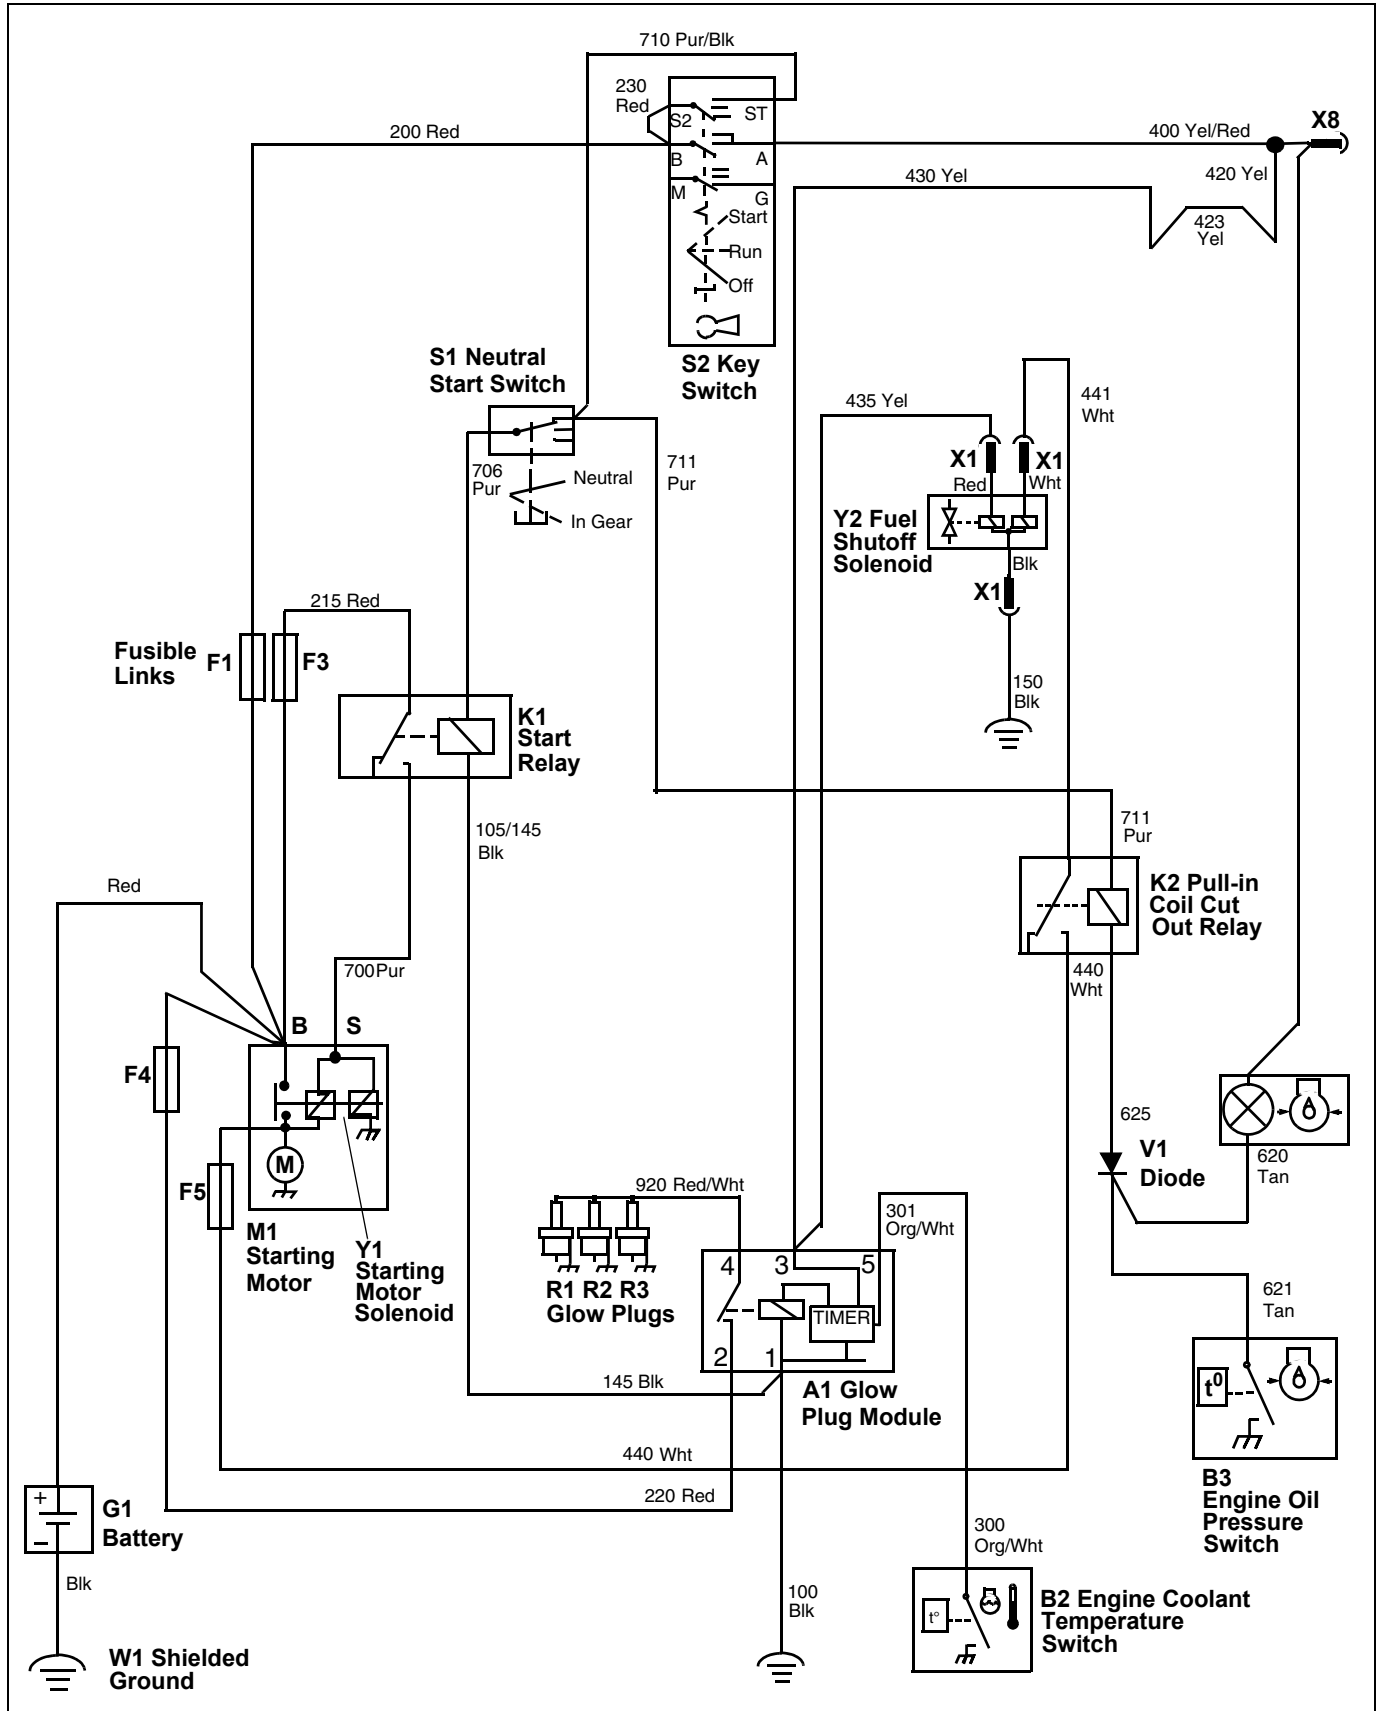 710 Pur/Blk
230
Red
S2
ST
200 Red
400 Yel/Red
X8
B
A
430 Yel
420 Yel
M
G
Start
423
Yel
Run
Off
S1 Neutral
Start Switch
S2 Key
Switch
435 Yel
441
Wht
706
Pur
Neutral
711
Pur
X1
X1
Red
Wht
In Gear
Y2 Fuel
Shutoff
Solenoid
Blk
X1
215 Red
Fusible
Links
F1
F3
150
Blk
K1
Start
Relay
105/145
Blk
711
Pur
Red
K2 Pull-in
Coil Cut
Out Relay
700Pur
440
Wht
B
S
F4
625
V1
Diode
620
Tan
M
F5
920 Red/Wht
301
Org/Wht
M1
Starting
Motor
Y1
Starting
Motor
Solenoid
4
3
5
R1 R2 R3
Glow Plugs
TIMER
621
Tan
2
1
145 Blk
A1 Glow
Plug Module
t0
440 Wht
220 Red
B3
Engine Oil
Pressure
Switch
+
−
G1
Battery
300
Org/Wht
Blk
100
Blk
t°
B2 Engine Coolant
Temperature
Switch
W1 Shielded
Ground